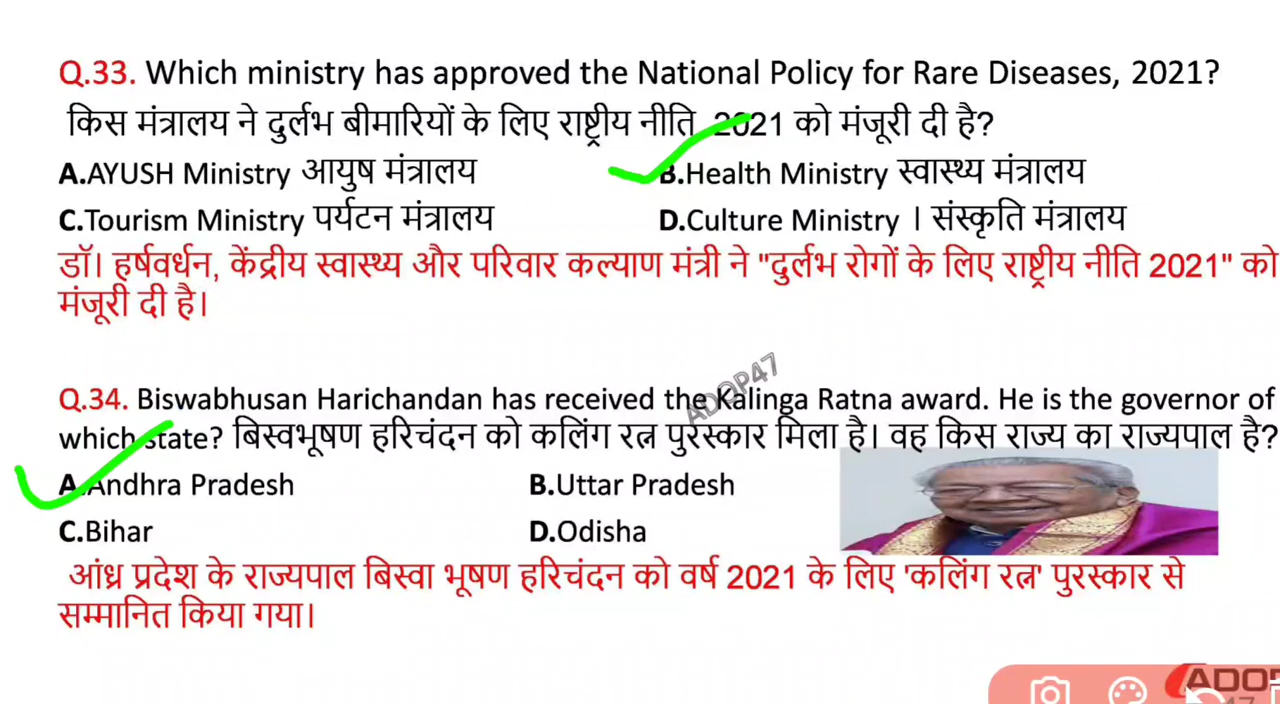 Q.33. Which ministry has approved the National Policy for Rare Diseases, 2021?
किस मंत्रालय ने दुर्लभ बीमारियों के लिए राष्ट्रीय नीति 2021 को मंजूरी दी है?
A.AYUSH Ministry आयुष मंत्रालय B.Health Ministry स्वास्थ्य मंत्रालय
C.Tourism Ministry पर्यटन मंत्रालय D.Culture Ministry । संस्कृति मंत्रालय
डॉ। हर्षवर्धन, केंद्रीय स्वास्थ्य और परिवार कल्याण मंत्री ने "दुर्लभ रोगों के लिए राष्ट्रीय नीति 2021" को
मंजूरी दी है।
ADOP47
Q.34. Biswabhusan Harichandan has received the Kalinga Ratna award. He is the governor of
which state? बिस्वभूषण हरिचंदन को कलिंग रत्न पुरस्कार मिला है। वह किस राज्य का राज्यपाल है?
A.Andhra Pradesh B.Uttar Pradesh
C.Bihar D.Odisha
आंध्र प्रदेश के राज्यपाल बिस्वा भूषण हरिचंदन को वर्ष 2021 के लिए 'कलिंग रत्न' पुरस्कार से
सम्मानित किया गया।